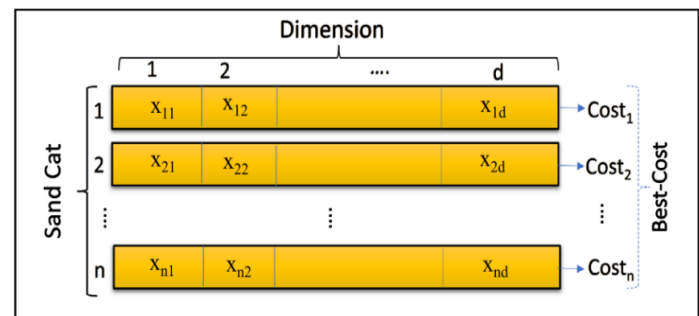 Dimension
1 2 .... d
1 x₁₁ x₁₂ x₁d Cost₁
2 x₂₁ x₂₂ x₂d Cost₂
⋮ ⋮ ⋮
n xₙ₁ xₙ₂ xₙd Costₙ
Sand Cat
Best-Cost